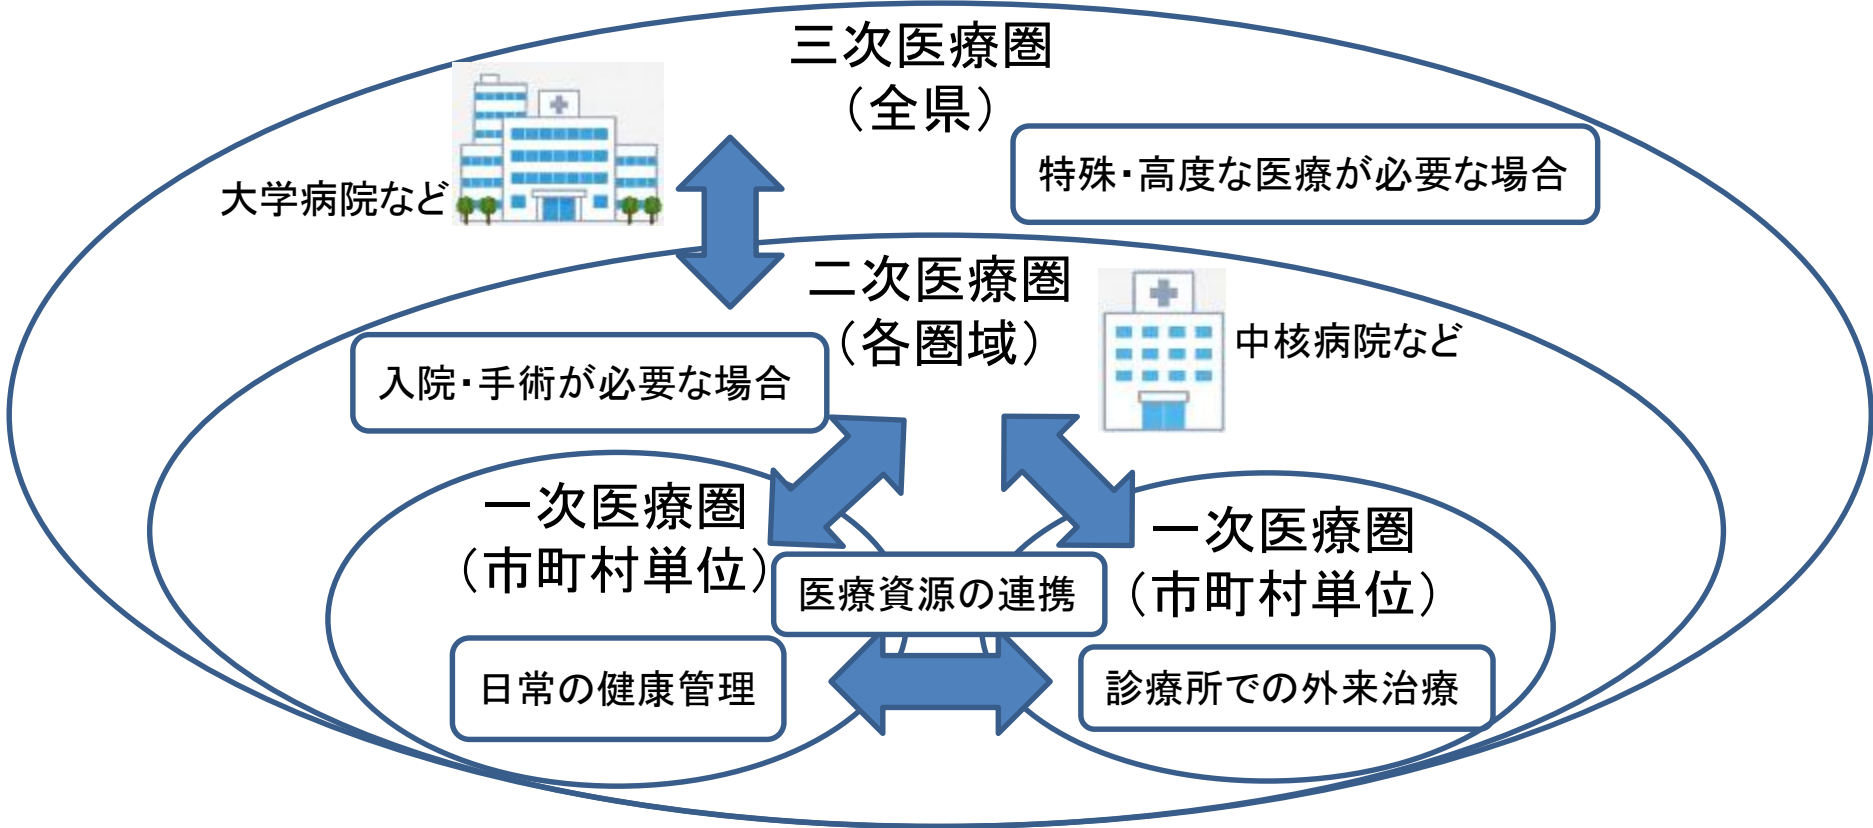 三次医療圏
（全県）
特殊・高度な医療が必要な場合
大学病院など
二次医療圏
（各圏域）
中核病院など
入院・手術が必要な場合
一次医療圏
（市町村単位）
一次医療圏
（市町村単位）
医療資源の連携
日常の健康管理
診療所での外来治療